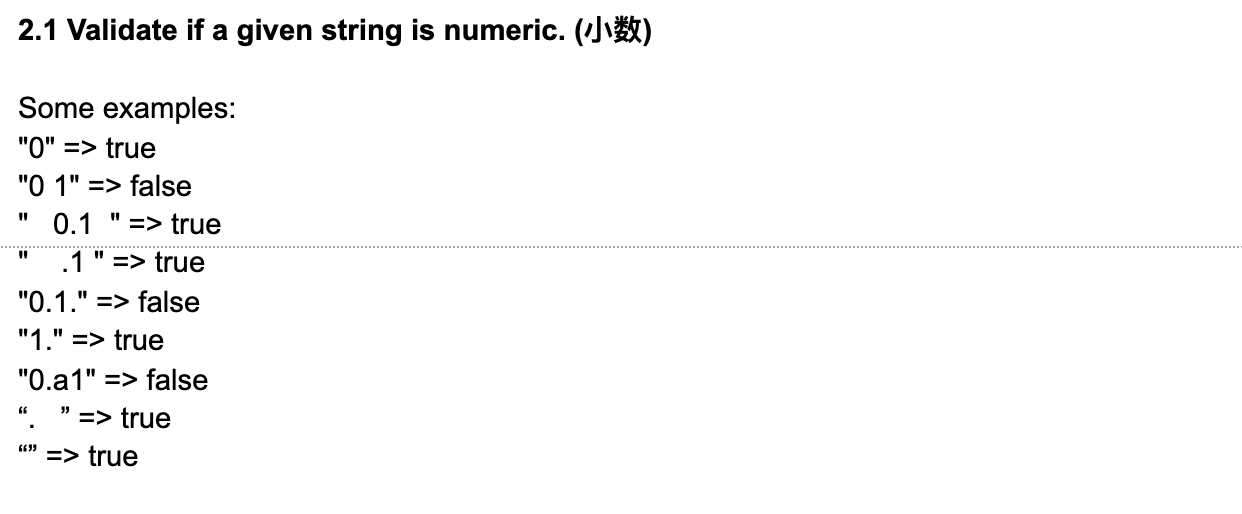 2.1 Validate if a given string is numeric. (小数)
Some examples:
"0" => true
"0 1" => false
"   0.1  " => true
"    .1 " => true
"0.1." => false
"1." => true
"0.a1" => false
“.   ” => true
“” => true